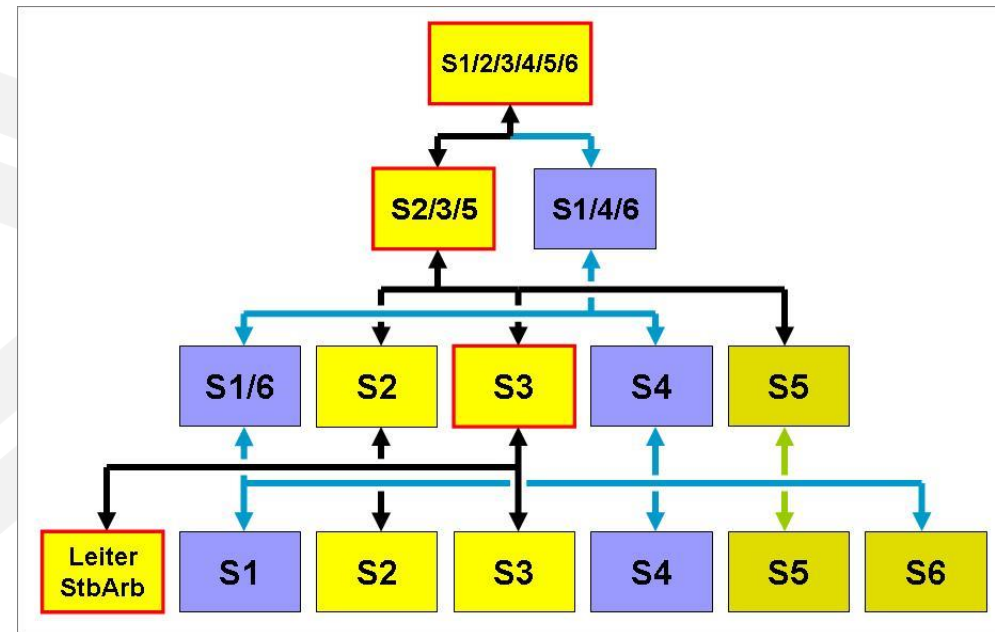 S1/2/3/4/5/6
S2/3/5
S1/4/6
S1/6
S2
S3
S4
S5
Leiter
StbArb
S1
S2
S3
S4
S5
S6